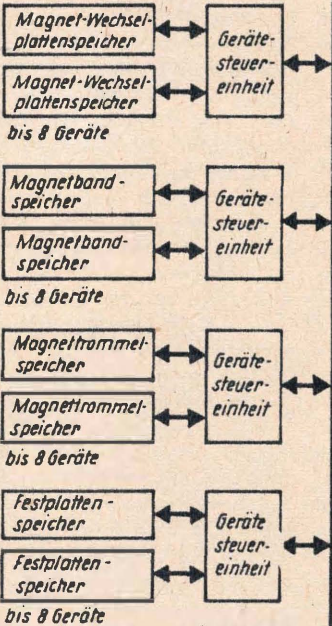 Magnet-Wechsel-
plattenspeicher
Magnet-Wechsel-
plattenspeicher
bis 8 Geräte
Geräte-
steuer-
einheit
Magnetband-
speicher
Magnetband-
speicher
bis 8 Geräte
Geräte-
steuer-
einheit
Magnettrommel-
speicher
Magnettrommel-
speicher
bis 8 Geräte
Geräte-
steuer-
einheit
Festplatten-
speicher
Festplatten-
speicher
bis 8 Geräte
Geräte
steuer-
einheit